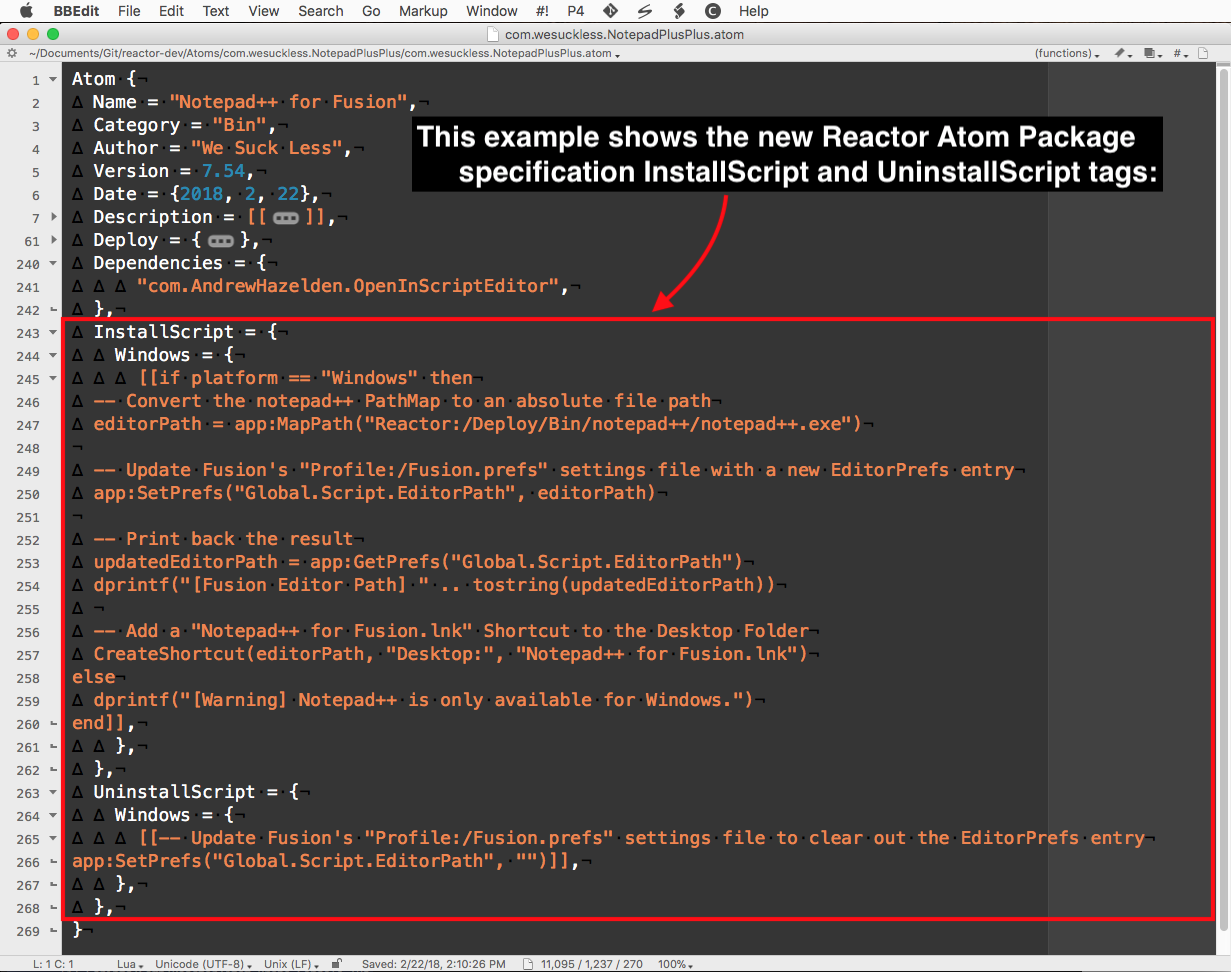 BBEdit File Edit Text View Search Go Markup Window #! P4 Help
com.wesuckless.NotepadPlusPlus.atom
~/Documents/Git/reactor-dev/Atoms/com.wesuckless.NotepadPlusPlus/com.wesuckless.NotepadPlusPlus.atom (functions) #
1 Atom {
2 Name = "Notepad++ for Fusion",
3 Category = "Bin",
This example shows the new Reactor Atom Package
specification InstallScript and UninstallScript tags:
4 Author = "We Suck Less",
5 Version = 7.54,
6 Date = {2018, 2, 22},
7 Description = [[ ••• ]],
61 Deploy = { ••• },
240 Dependencies = {
241 "com.AndrewHazelden.OpenInScriptEditor",
242 },
243 InstallScript = {
244 Windows = {
245 [[if platform == "Windows" then
246 -- Convert the notepad++ PathMap to an absolute file path
247 editorPath = app:MapPath("Reactor:/Deploy/Bin/notepad++/notepad++.exe")
248
249 -- Update Fusion's "Profile:/Fusion.prefs" settings file with a new EditorPrefs entry
250 app:SetPrefs("Global.Script.EditorPath", editorPath)
251
252 -- Print back the result
253 updatedEditorPath = app:GetPrefs("Global.Script.EditorPath")
254 dprintf("[Fusion Editor Path] " .. tostring(updatedEditorPath))
255
256 -- Add a "Notepad++ for Fusion.lnk" Shortcut to the Desktop Folder
257 CreateShortcut(editorPath, "Desktop:", "Notepad++ for Fusion.lnk")
258 else
259 dprintf("[Warning] Notepad++ is only available for Windows.")
260 end]],
261 },
262 },
263 UninstallScript = {
264 Windows = {
265 [[-- Update Fusion's "Profile:/Fusion.prefs" settings file to clear out the EditorPrefs entry
266 app:SetPrefs("Global.Script.EditorPath", "")]],
267 },
268 },
269 }
L: 1 C: 1 Lua Unicode (UTF-8) Unix (LF) Saved: 2/22/18, 2:10:26 PM 11,095 / 1,237 / 270 100%